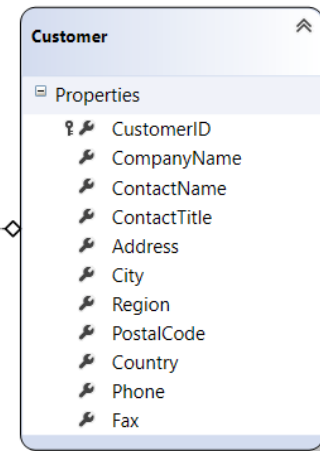 Customer
Properties
CustomerID
CompanyName
ContactName
ContactTitle
Address
City
Region
PostalCode
Country
Phone
Fax